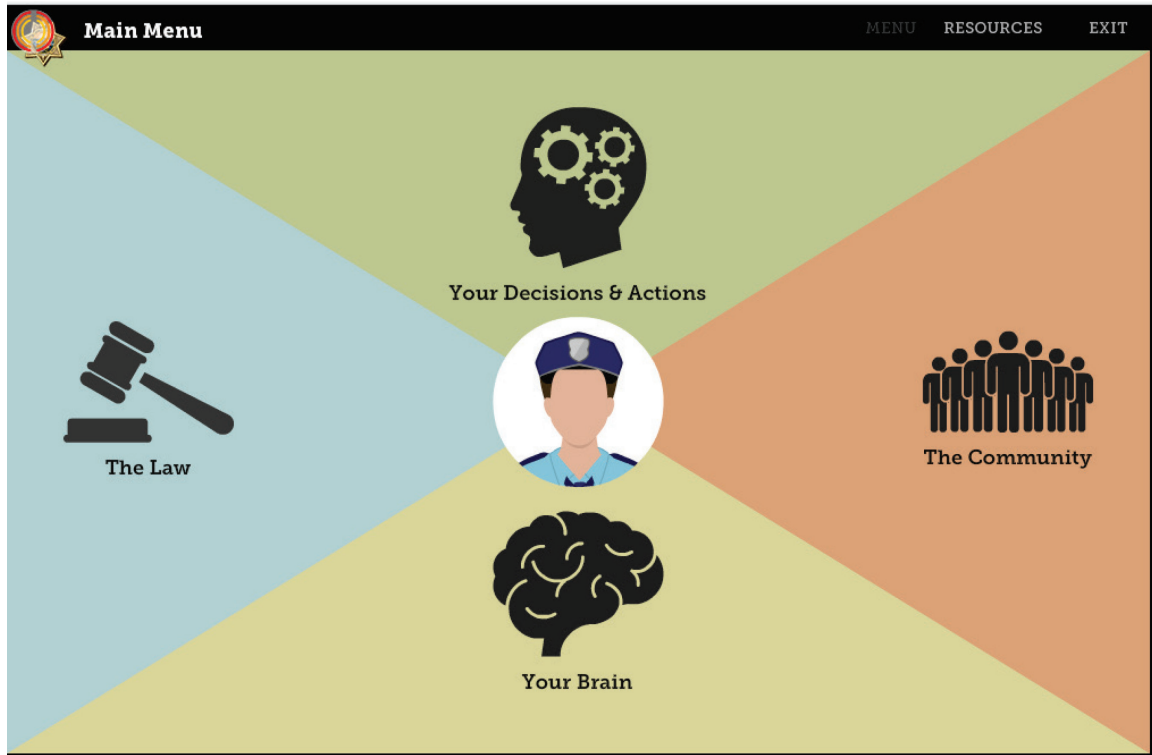 Main Menu
MENU RESOURCES EXIT
Your Decisions & Actions
The Law
The Community
Your Brain